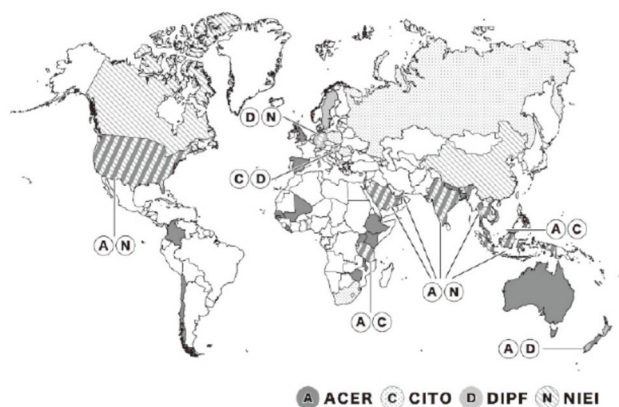 D N
C D
A N
A C
A N
A C
A D
A ACER C CITO D DIPF N NIEI